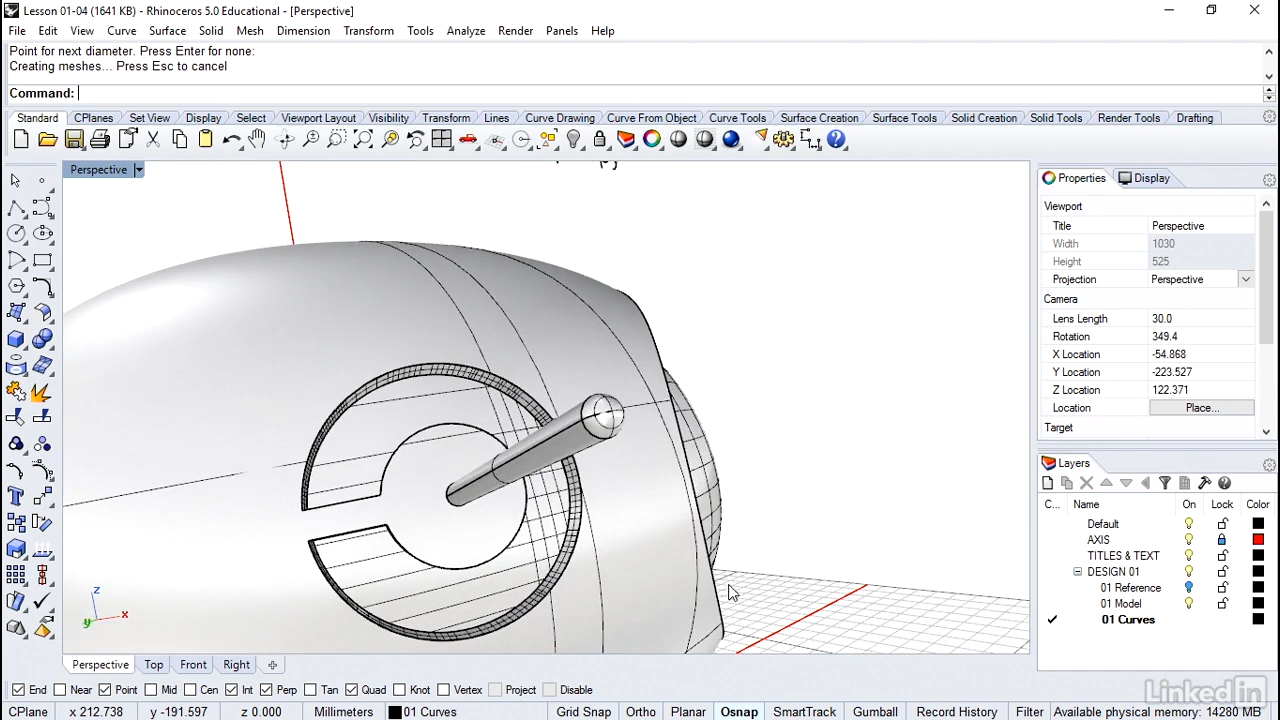 Lesson 01-04 (1641 KB) - Rhinoceros 5.0 Educational - [Perspective]
File Edit View Curve Surface Solid Mesh Dimension Transform Tools Analyze Render Panels Help
Point for next diameter. Press Enter for none:
Creating meshes... Press Esc to cancel
Command:
Standard CPlanes Set View Display Select Viewport Layout Visibility Transform Lines Curve Drawing Curve From Object Curve Tools Surface Creation Surface Tools Solid Creation Solid Tools Render Tools Drafting
Perspective
Properties Display
Viewport
Title Perspective
Width 1030
Height 525
Projection Perspective
Camera
Lens Length 30.0
Rotation 349.4
X Location -54.868
Y Location -223.527
Z Location 122.371
Location Place...
Target
Layers
C... Name On Lock Color
Default
AXIS
TITLES & TEXT
DESIGN 01
01 Reference
01 Model
01 Curves
z
x
y
Perspective Top Front Right
End Near Point Mid Cen Int Perp Tan Quad Knot Vertex Project Disable
CPlane x 212.738 y -191.597 z 0.000 Millimeters 01 Curves Grid Snap Ortho Planar Osnap SmartTrack Gumball Record History Filter Available physical memory: 14280 MB
LinkedIn